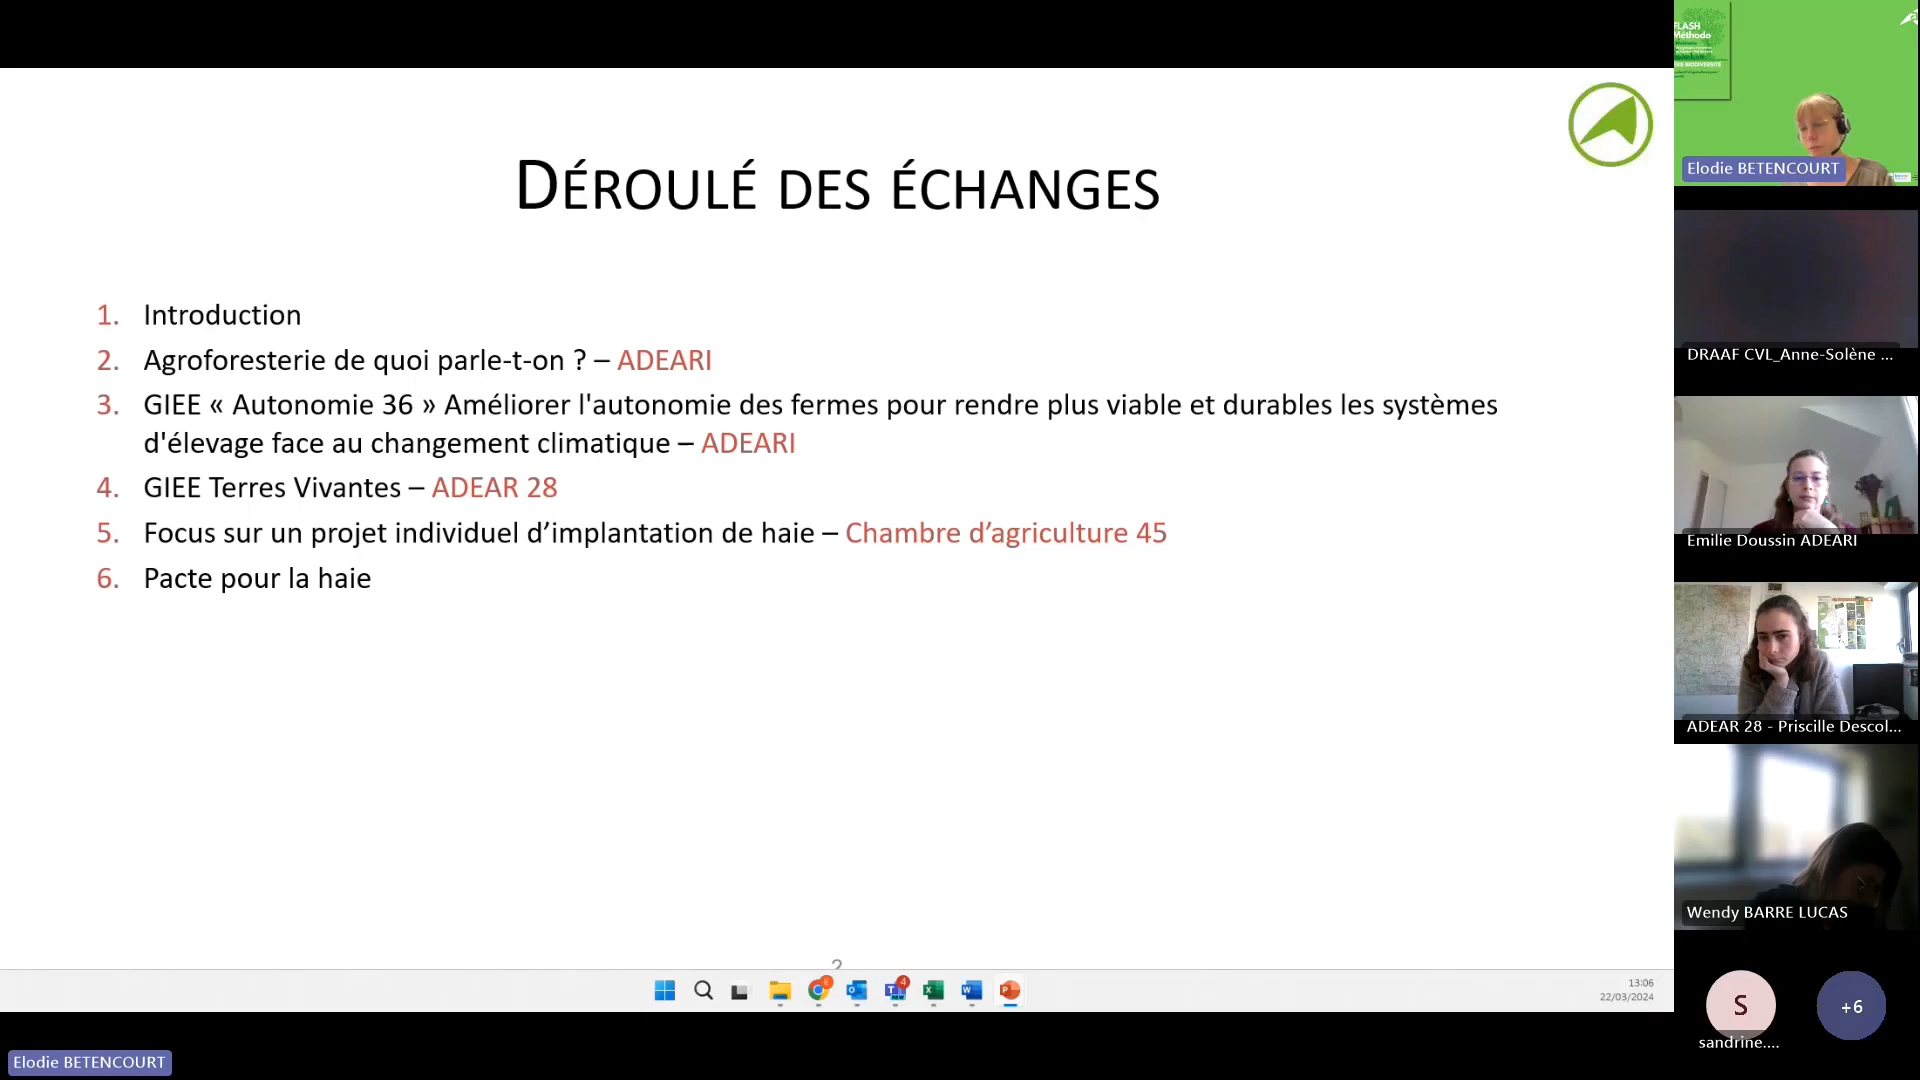 DÉROULÉ DES ÉCHANGES
1. Introduction
2. Agroforesterie de quoi parle-t-on ? – ADEARI
3. GIEE « Autonomie 36 » Améliorer l'autonomie des fermes pour rendre plus viable et durables les systèmes
d'élevage face au changement climatique – ADEARI
4. GIEE Terres Vivantes – ADEAR 28
5. Focus sur un projet individuel d’implantation de haie – Chambre d’agriculture 45
6. Pacte pour la haie
2
13:06
22/03/2024
Elodie BETENCOURT
FLASH
Méthodo
Elodie BETENCOURT
DRAAF CVL_Anne-Solène ...
Emilie Doussin ADEARI
ADEAR 28 - Priscille Descol...
Wendy BARRE LUCAS
S
sandrine....
+6